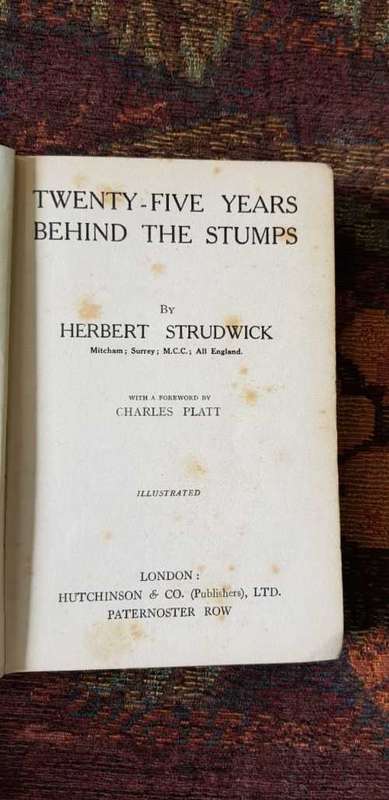 TWENTY-FIVE YEARS
BEHIND THE STUMPS
BY
HERBERT STRUDWICK
Mitcham; Surrey; M.C.C.; All England.
WITH A FOREWORD BY
CHARLES PLATT
ILLUSTRATED
LONDON:
HUTCHINSON & CO. (Publishers), LTD.
PATERNOSTER ROW